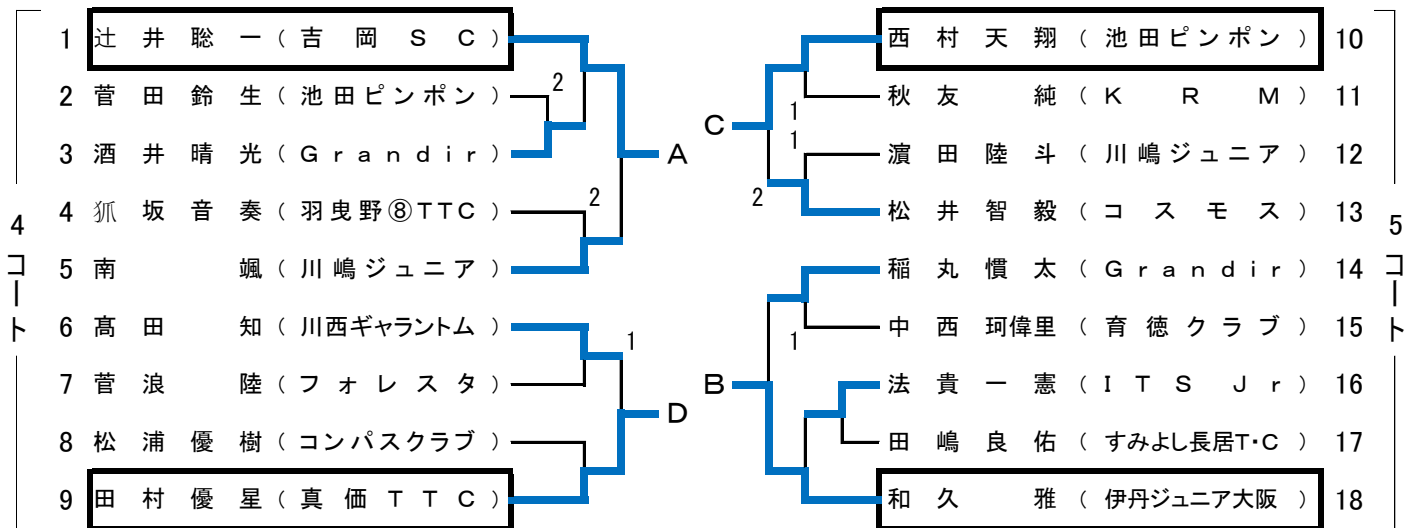 4コート
1 辻井聡一(吉岡SC)
2 菅田鈴生(池田ピンポン)
2
3 酒井晴光(Grandir)
A
4 狐坂音奏(羽曳野⑧TTC)
2
5 南颯(川嶋ジュニア)
6 髙田知(川西ギャラントム)
1
7 菅浪陸(フォレスタ)
D
8 松浦優樹(コンパスクラブ)
9 田村優星(真価TTC)
西村天翔(池田ピンポン) 10
秋友純(KRM) 11
1
C
1
濵田陸斗(川嶋ジュニア) 12
2
松井智毅(コスモス) 13
稲丸慣太(Grandir) 14
中西珂偉里(育徳クラブ) 15
1
B
法貴一憲(ITS Jr) 16
田嶋良佑(すみよし長居T・C) 17
和久雅(伊丹ジュニア大阪) 18
5コート